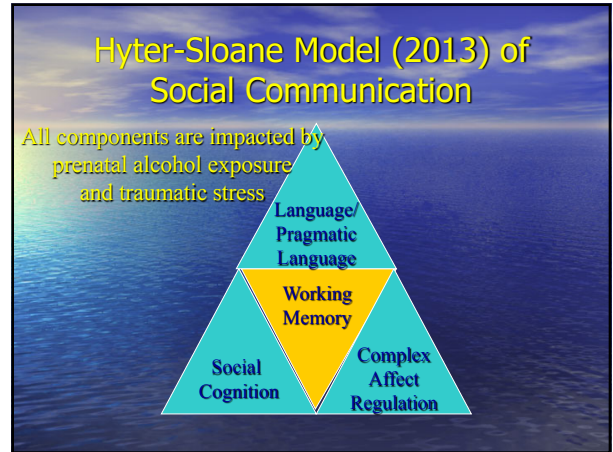 Hyter-Sloane Model (2013) of
Social Communication
All components are impacted by
prenatal alcohol exposure
and traumatic stress
Language/
Pragmatic
Language
Working
Memory
Social
Cognition
Complex
Affect
Regulation